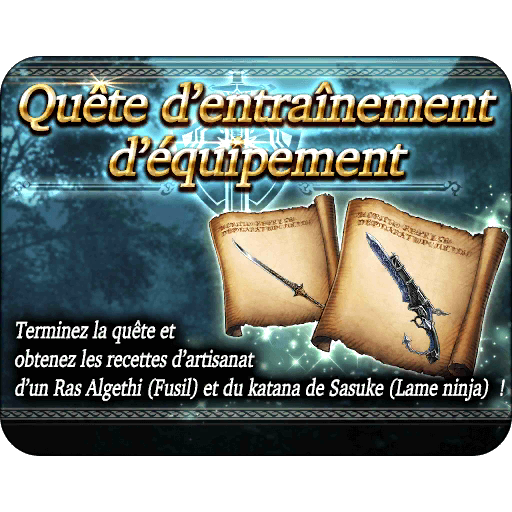 Quête d'entraînement
d'équipement
Terminez la quête et
obtenez les recettes d'artisanat
d'un Ras Algethi (Fusil) et du katana de Sasuke (Lame ninja) !